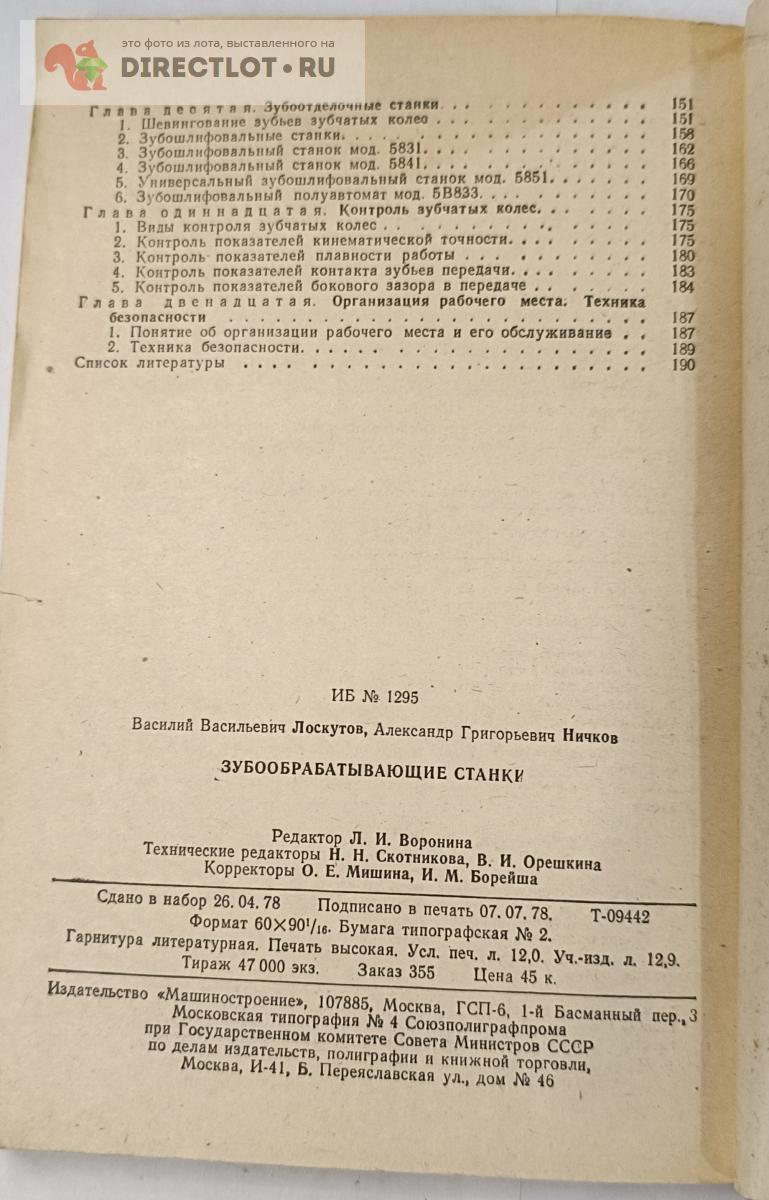 это фото из лота, выставленного на
DIRECTLOT.RU
Глава десятая. Зубоотделочные станки . . . . . . . . . . . . 151
1. Шевингование зубьев зубчатых колес . . . . . . . . . . . . 151
2. Зубошлифовальные станки. . . . . . . . . . . . . . . . 158
3. Зубошлифовальный станок мод. 5831. . . . . . . . . . . . 162
4. Зубошлифовальный станок мод. 5841. . . . . . . . . . . . 166
5. Универсальный зубошлифовальный станок мод. 5851. . . . . . . 169
6. Зубошлифовальный полуавтомат мод. 5В833. . . . . . . . . . 170
Глава одиннадцатая. Контроль зубчатых колес. . . . . . . . 175
1. Виды контроля зубчатых колес . . . . . . . . . . . . . . 175
2. Контроль показателей кинематической точности. . . . . . . . . 175
3. Контроль показателей плавности работы . . . . . . . . . . . 180
4. Контроль показателей контакта зубьев передачи. . . . . . . . . 183
5. Контроль показателей бокового зазора в передаче . . . . . . . 184
Глава двенадцатая. Организация рабочего места. Техника
безопасности . . . . . . . . . . . . . . . . . . . . . . 187
1. Понятие об организации рабочего места и его обслуживание . . 187
2. Техника безопасности. . . . . . . . . . . . . . . . . . 189
Список литературы . . . . . . . . . . . . . . . . . . . . 190
ИБ № 1295
Василий Васильевич Лоскутов, Александр Григорьевич Ничков
ЗУБООБРАБАТЫВАЮЩИЕ СТАНКИ
Редактор Л. И. Воронина
Технические редакторы Н. Н. Скотникова, В. И. Орешкина
Корректоры О. Е. Мишина, И. М. Борейша
Сдано в набор 26.04.78 Подписано в печать 07.07.78. Т-09442
Формат 60×90¹/₁₆. Бумага типографская № 2.
Гарнитура литературная. Печать высокая. Усл. печ. л. 12,0. Уч.-изд. л. 12,9.
Тираж 47 000 экз. Заказ 355 Цена 45 к.
Издательство «Машиностроение», 107885, Москва, ГСП-6, 1-й Басманный пер., 3
Московская типография № 4 Союзполиграфпрома
при Государственном комитете Совета Министров СССР
по делам издательств, полиграфии и книжной торговли,
Москва, И-41, Б. Переяславская ул., дом № 46